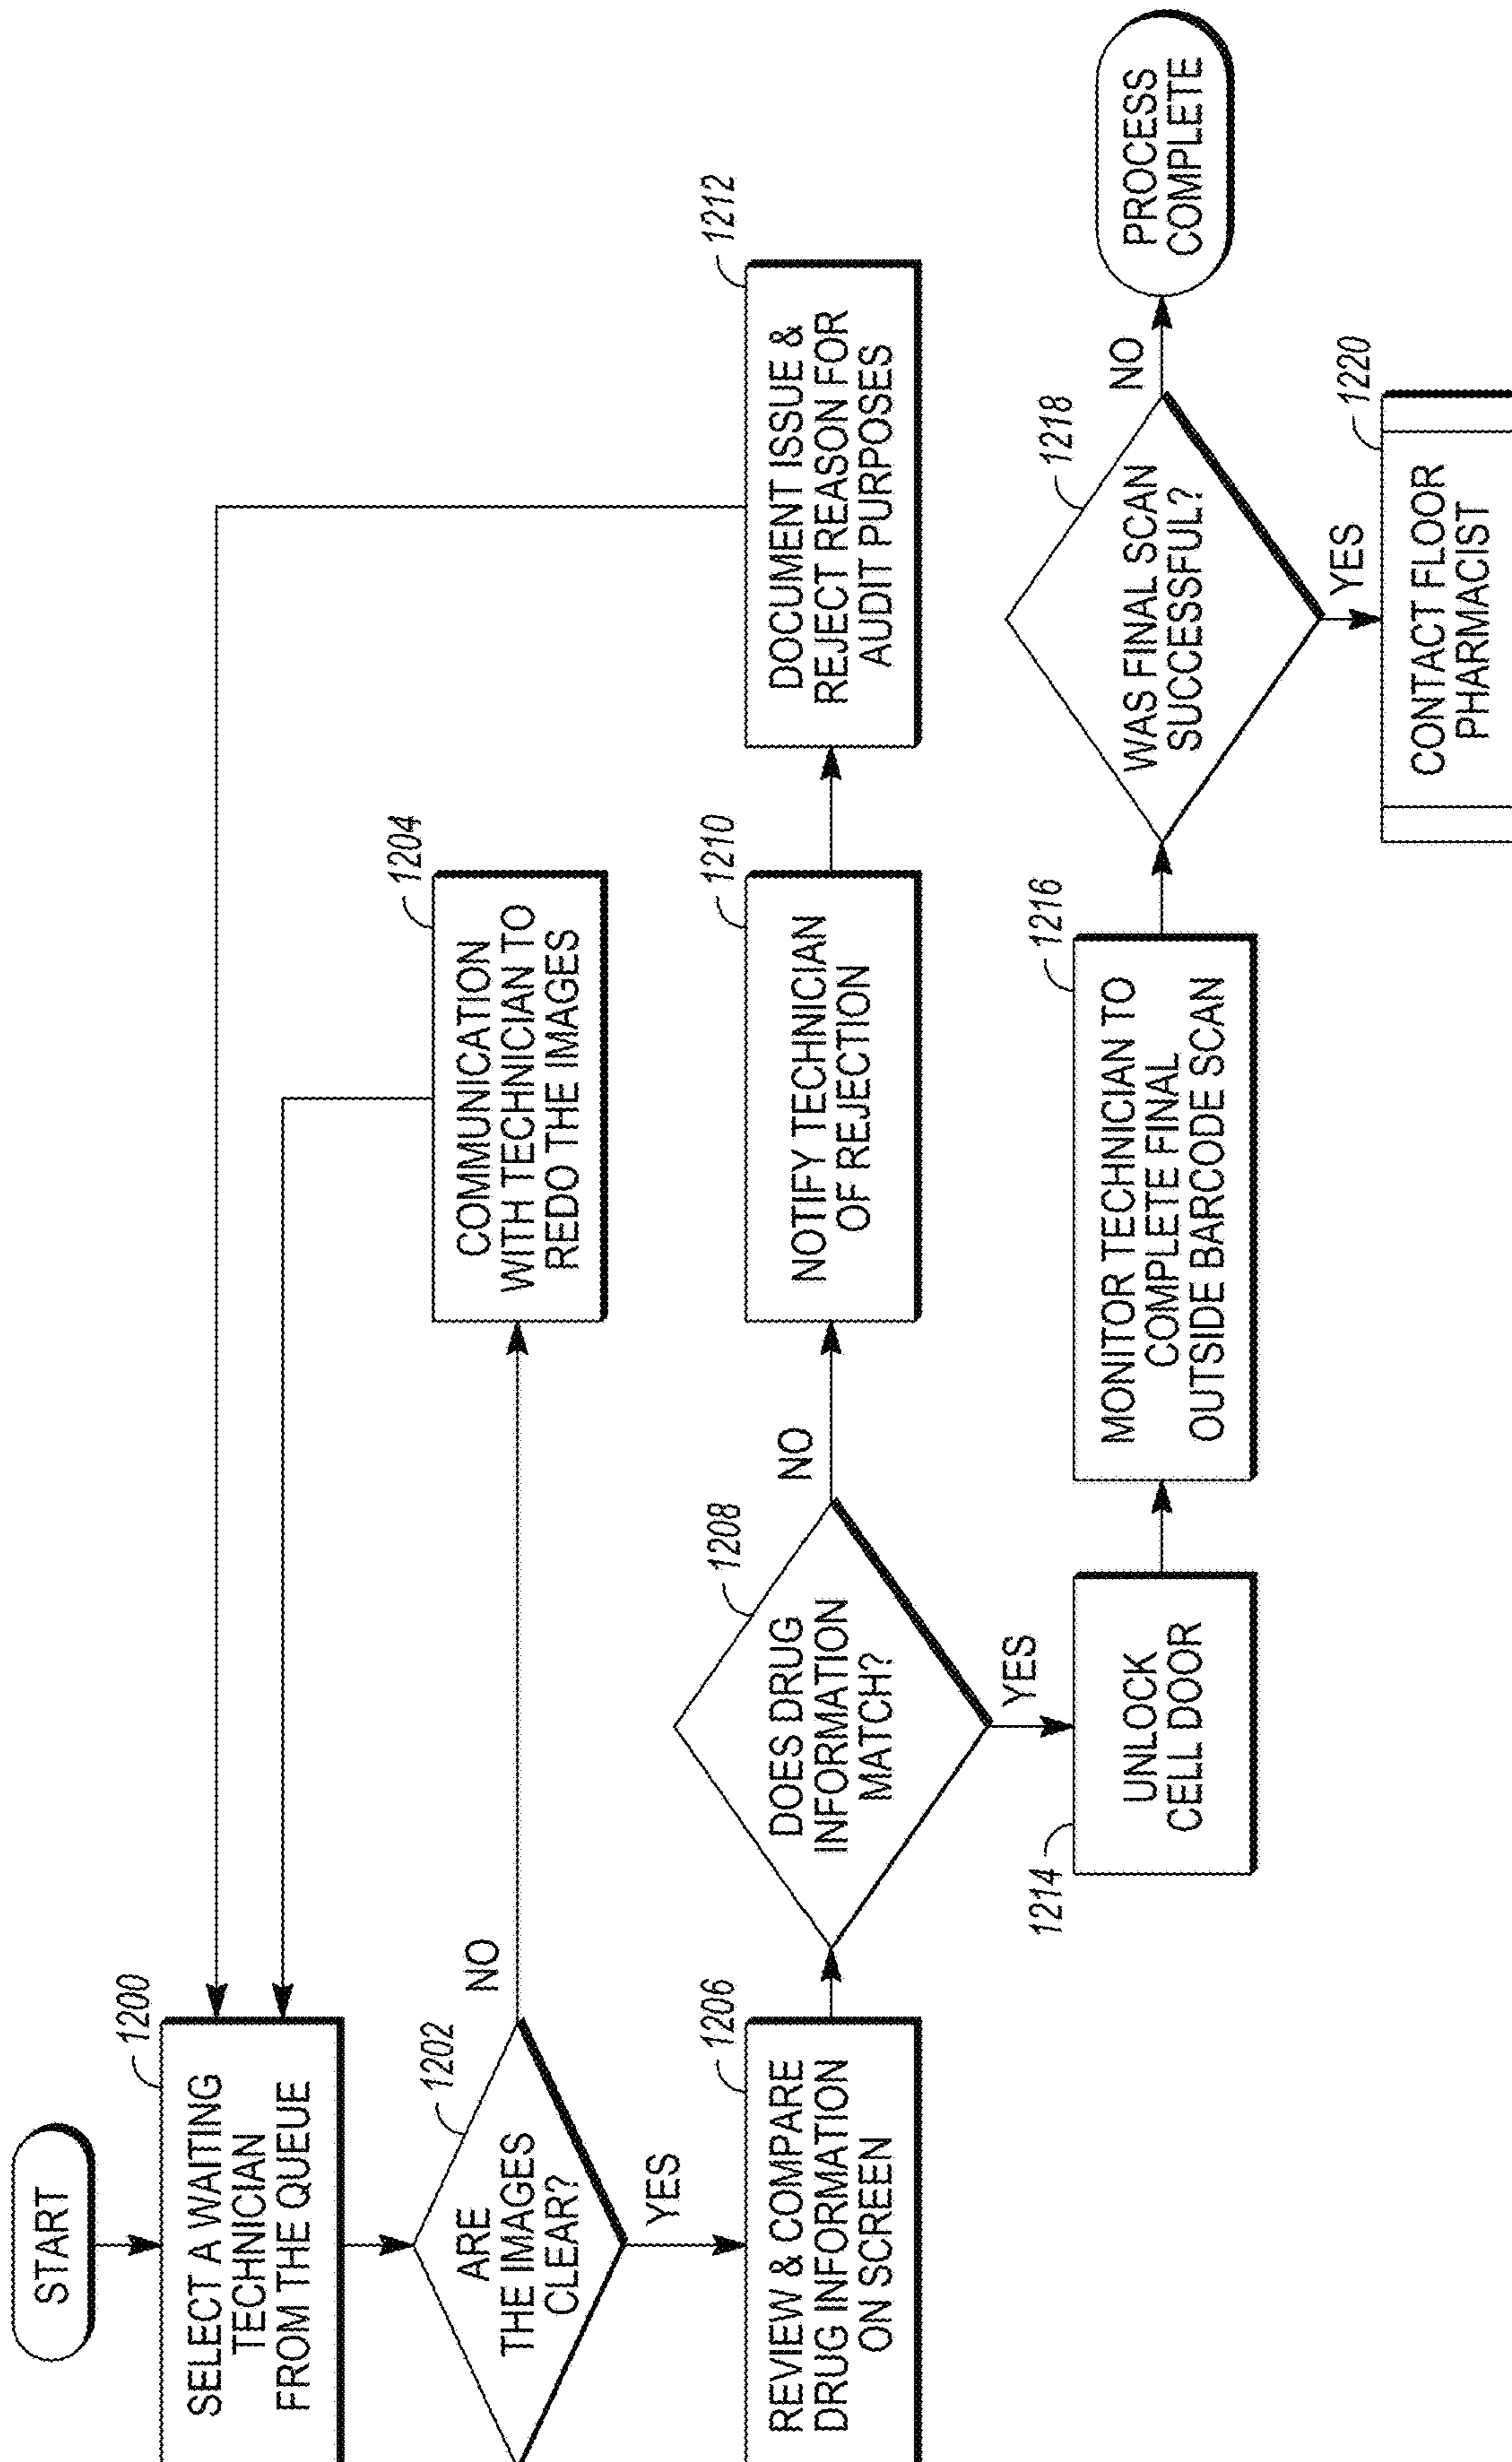 START
1200
SELECT A WAITING
TECHNICIAN
FROM THE QUEUE
1202
ARE
THE IMAGES
CLEAR?
NO
YES
1204
COMMUNICATION
WITH TECHNICIAN TO
REDO THE IMAGES
1206
REVIEW & COMPARE
DRUG INFORMATION
ON SCREEN
1208
DOES DRUG
INFORMATION
MATCH?
NO
YES
1210
NOTIFY TECHNICIAN
OF REJECTION
1212
DOCUMENT ISSUE &
REJECT REASON FOR
AUDIT PURPOSES
1214
UNLOCK
CELL DOOR
1216
MONITOR TECHNICIAN TO
COMPLETE FINAL
OUTSIDE BARCODE SCAN
1218
WAS FINAL SCAN
SUCCESSFUL?
NO
YES
PROCESS
COMPLETE
1220
CONTACT FLOOR
PHARMACIST